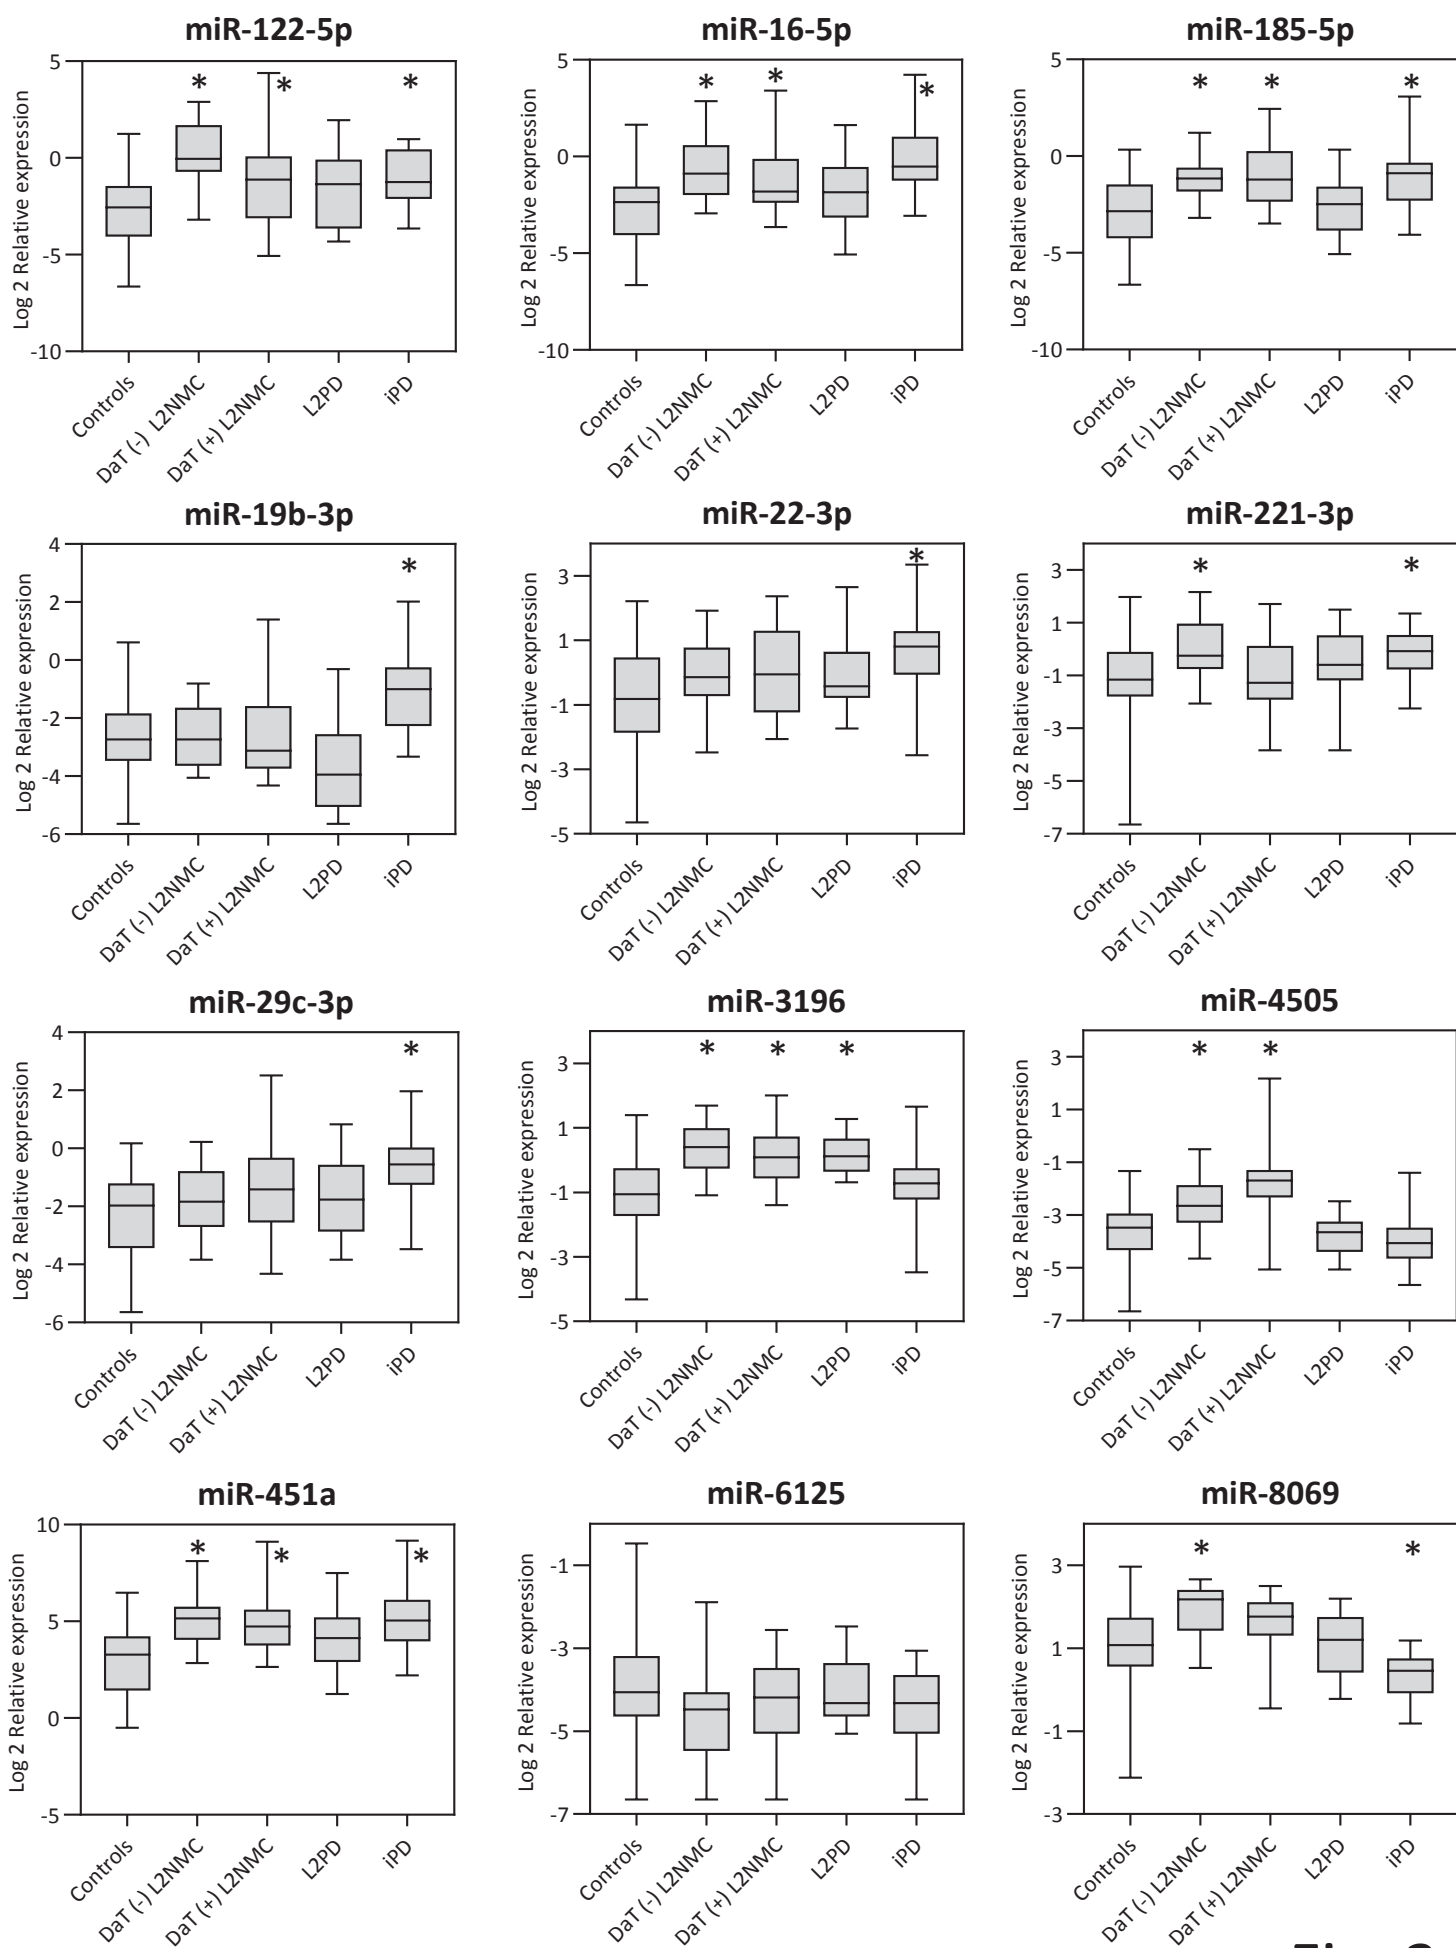 miR-122-5p
Log 2 Relative expression
5
0
-5
-10
*
*
*
Controls
DaT (-) L2NMC
DaT (+) L2NMC
L2PD
iPD
miR-16-5p
Log 2 Relative expression
5
0
-5
-10
*
*
*
Controls
DaT (-) L2NMC
DaT (+) L2NMC
L2PD
iPD
miR-185-5p
Log 2 Relative expression
5
0
-5
-10
*
*
*
Controls
DaT (-) L2NMC
DaT (+) L2NMC
L2PD
iPD
miR-19b-3p
Log 2 Relative expression
4
2
0
-2
-4
-6
*
Controls
DaT (-) L2NMC
DaT (+) L2NMC
L2PD
iPD
miR-22-3p
Log 2 Relative expression
3
1
-1
-3
-5
*
Controls
DaT (-) L2NMC
DaT (+) L2NMC
L2PD
iPD
miR-221-3p
Log 2 Relative expression
3
1
-1
-3
-5
-7
*
*
Controls
DaT (-) L2NMC
DaT (+) L2NMC
L2PD
iPD
miR-29c-3p
Log 2 Relative expression
4
2
0
-2
-4
-6
*
Controls
DaT (-) L2NMC
DaT (+) L2NMC
L2PD
iPD
miR-3196
Log 2 Relative expression
3
1
-1
-3
-5
*
*
*
Controls
DaT (-) L2NMC
DaT (+) L2NMC
L2PD
iPD
miR-4505
Log 2 Relative expression
3
1
-1
-3
-5
-7
*
*
Controls
DaT (-) L2NMC
DaT (+) L2NMC
L2PD
iPD
miR-451a
Log 2 Relative expression
10
5
0
-5
*
*
*
Controls
DaT (-) L2NMC
DaT (+) L2NMC
L2PD
iPD
miR-6125
Log 2 Relative expression
-1
-3
-5
-7
Controls
DaT (-) L2NMC
DaT (+) L2NMC
L2PD
iPD
miR-8069
Log 2 Relative expression
3
1
-1
-3
*
*
Controls
DaT (-) L2NMC
DaT (+) L2NMC
L2PD
iPD